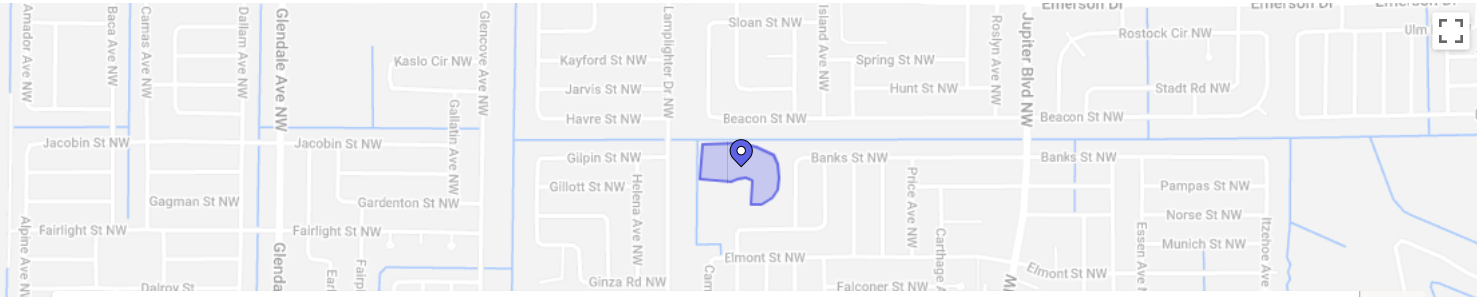 Emerson Dr
Emerson Dr
Emerson Dr
Amador Ave NW
Baca Ave NW
Camas Ave NW
Dallam Ave NW
Glendale Ave NW
Glencove Ave NW
Lamplighter Dr NW
Sloan St NW
Island Ave NW
Roslyn Ave NW
Jupiter Blvd NW
Rostock Cir NW
Ulm
Kaslo Cir NW
Kayford St NW
Spring St NW
Jarvis St NW
Hunt St NW
Stadt Rd NW
Gallatin Ave NW
Havre St NW
Beacon St NW
Beacon St NW
Jacobin St NW
Jacobin St NW
Gilpin St NW
Banks St NW
Banks St NW
Gillott St NW
Helena Ave NW
Price Ave NW
Pampas St NW
Gagman St NW
Gardenton St NW
Norse St NW
Alpine Ave NW
Fairlight St NW
Fairlight St NW
Carthage A
Essen Ave N
Munich St NW
Itzehoe Ave
Glenda
Elmont St NW
Elmont St NW
Dalroy St
Earl
Fairp
Ginza Rd NW
Cam
Falconer St NW